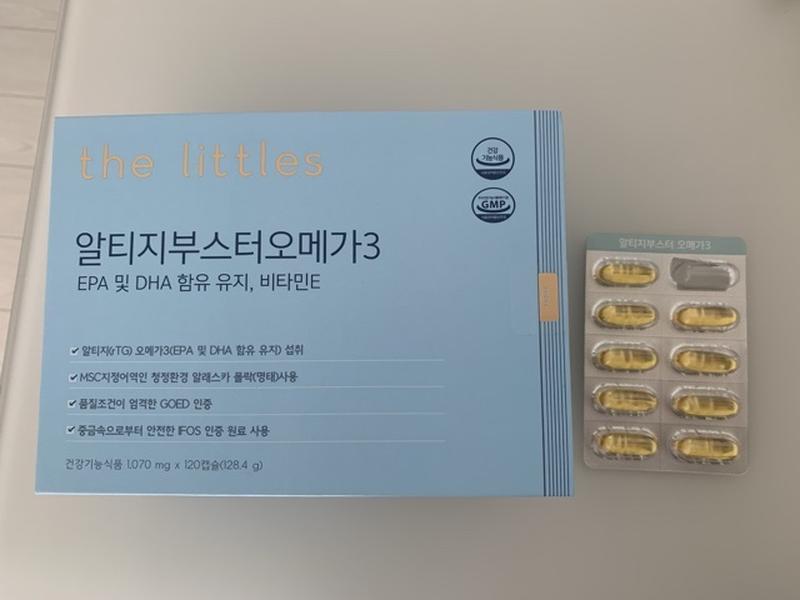 the littles
건강
기능식품
GMP
알티지부스터오메가3
EPA 및 DHA 함유 유지, 비타민E
알티지(rTG) 오메가3(EPA 및 DHA 함유 유지) 섭취
MSC지정어역인 청정환경 알래스카 폴락(명태)사용
품질조건이 엄격한 GOED 인증
중금속으로부터 안전한 IFOS 인증 원료 사용
건강기능식품 1,070 mg x 120캡슐(128.4 g)
알티지부스터 오메가3